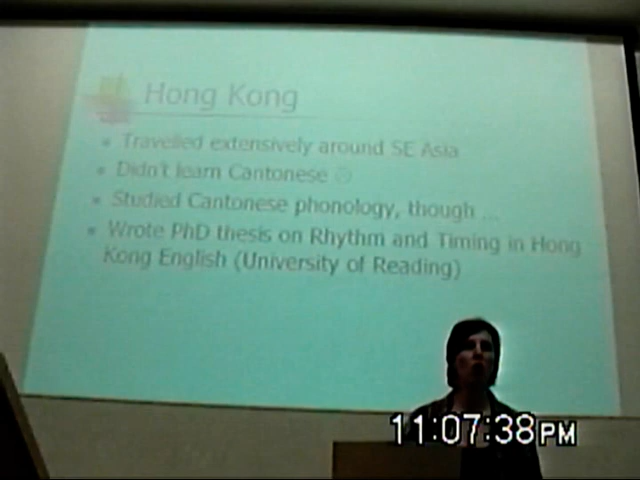 Hong Kong
Travelled extensively around SE Asia
Didn't learn Cantonese
Studied Cantonese phonology, though ...
Wrote PhD thesis on Rhythm and Timing in Hong
Kong English (University of Reading)
11:07:38PM